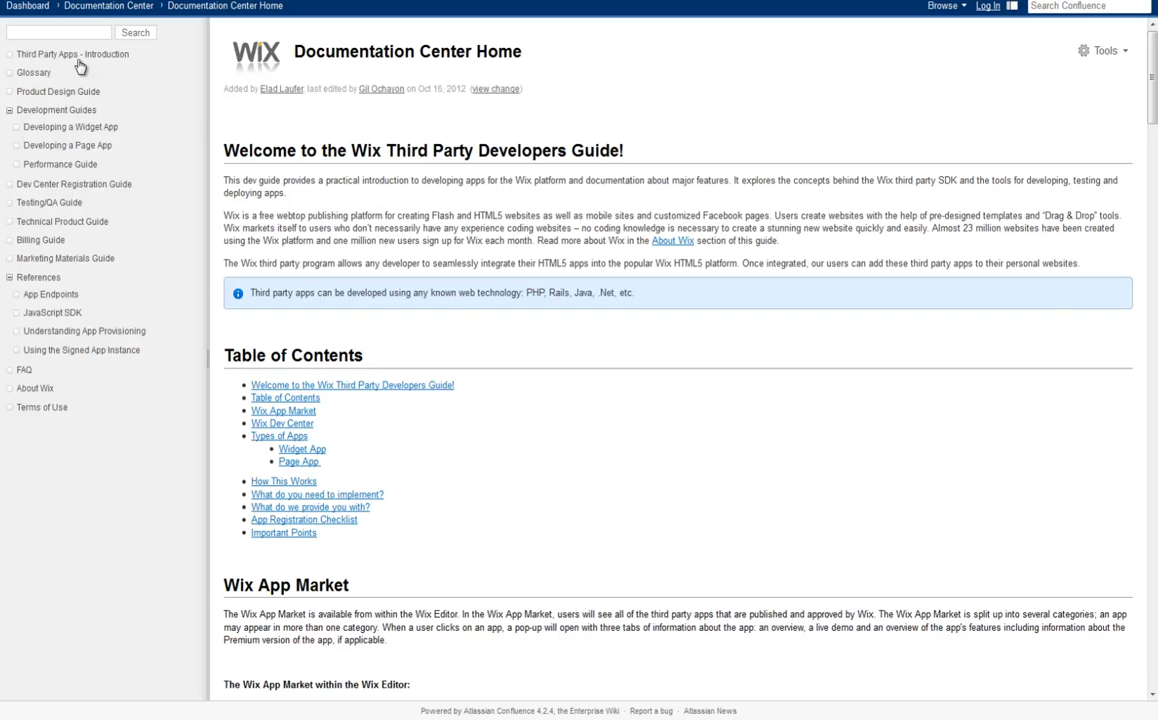 Dashboard › Documentation Center › Documentation Center Home
Browse Log In Search Confluence
Search
Third Party Apps - Introduction
Glossary
Product Design Guide
Development Guides
Developing a Widget App
Developing a Page App
Performance Guide
Dev Center Registration Guide
Testing/QA Guide
Technical Product Guide
Billing Guide
Marketing Materials Guide
References
App Endpoints
JavaScript SDK
Understanding App Provisioning
Using the Signed App Instance
FAQ
About Wix
Terms of Use
WiX Documentation Center Home
Tools
Added by Elad Laufer, last edited by Gil Ochayon on Oct 16, 2012 (view change)
Welcome to the Wix Third Party Developers Guide!
This dev guide provides a practical introduction to developing apps for the Wix platform and documentation about major features. It explores the concepts behind the Wix third party SDK and the tools for developing, testing and
deploying apps.
Wix is a free webtop publishing platform for creating Flash and HTML5 websites as well as mobile sites and customized Facebook pages. Users create websites with the help of pre-designed templates and "Drag & Drop" tools.
Wix markets itself to users who don't necessarily have any experience coding websites – no coding knowledge is necessary to create a stunning new website quickly and easily. Almost 23 million websites have been created
using the Wix platform and one million new users sign up for Wix each month. Read more about Wix in the About Wix section of this guide.
The Wix third party program allows any developer to seamlessly integrate their HTML5 apps into the popular Wix HTML5 platform. Once integrated, our users can add these third party apps to their personal websites.
Third party apps can be developed using any known web technology: PHP, Rails, Java, .Net, etc.
Table of Contents
Welcome to the Wix Third Party Developers Guide!
Table of Contents
Wix App Market
Wix Dev Center
Types of Apps
Widget App
Page App
How This Works
What do you need to implement?
What do we provide you with?
App Registration Checklist
Important Points
Wix App Market
The Wix App Market is available from within the Wix Editor. In the Wix App Market, users will see all of the third party apps that are published and approved by Wix. The Wix App Market is split up into several categories; an app
may appear in more than one category. When a user clicks on an app, a pop-up will open with three tabs of information about the app: an overview, a live demo and an overview of the app's features including information about the
Premium version of the app, if applicable.
The Wix App Market within the Wix Editor:
Powered by Atlassian Confluence 4.2.4, the Enterprise Wiki · Report a bug · Atlassian News